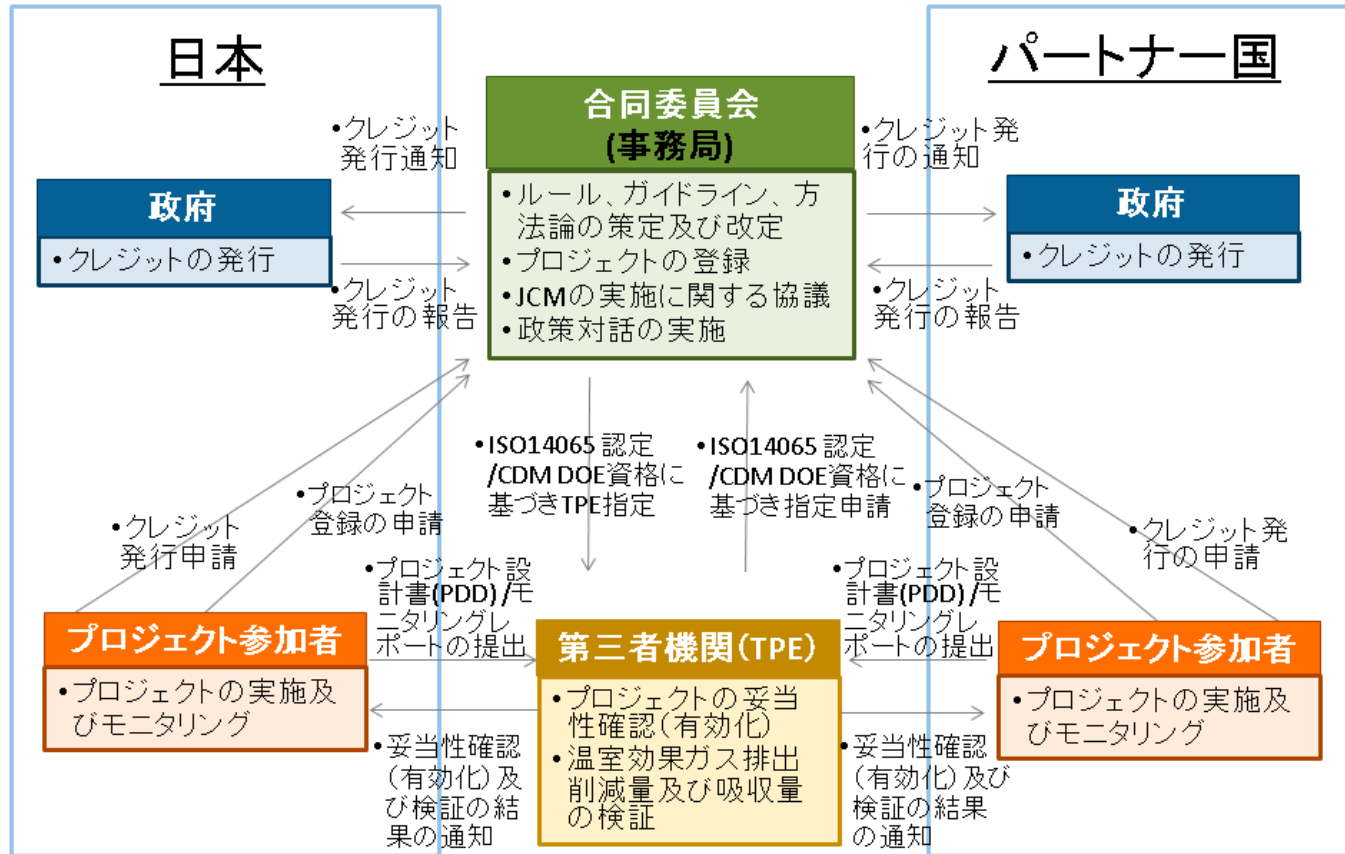 日本
パートナー国
合同委員会
(事務局)
•クレジット
発行通知
•クレジット発
行の通知
•ルール、ガイドライン、方
法論の策定及び改定
•プロジェクトの登録
•JCMの実施に関する協議
•政策対話の実施
政府
•クレジットの発行
政府
•クレジットの発行
•クレジット
発行の報告
•クレジット
発行の報告
•ISO14065 認定
/CDM DOE資格に
基づきTPE指定
•ISO14065 認定
/CDM DOE資格に
基づき指定申請
•クレジット
発行申請
•プロジェクト
登録の申請
•プロジェクト
登録の申請
•クレジット発
行の申請
•プロジェクト設
計書(PDD)/モ
ニタリングレ
ポートの提出
•プロジェクト設
計書(PDD)/モ
ニタリングレ
ポートの提出
プロジェクト参加者
•プロジェクトの実施及
びモニタリング
第三者機関(TPE)
•プロジェクトの妥当
性確認(有効化)
•温室効果ガス排出
削減量及び吸収量
の検証
プロジェクト参加者
•プロジェクトの実施及
びモニタリング
•妥当性確認
(有効化)及
び検証の結
果の通知
•妥当性確認
(有効化)及び
検証の結果
の通知